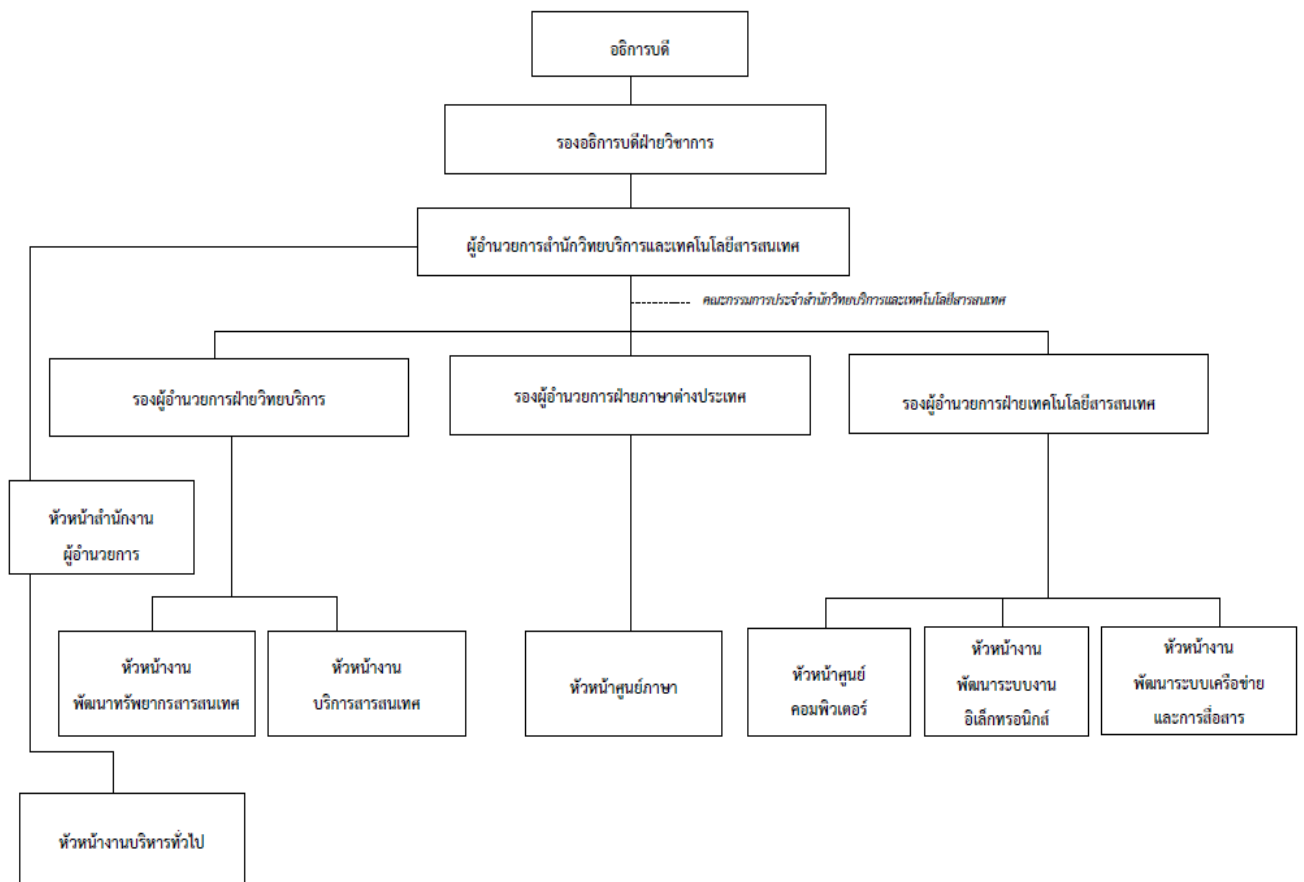 อธิการบดี
รองอธิการบดีฝ่ายวิชาการ
ผู้อำนวยการสำนักวิทยบริการและเทคโนโลยีสารสนเทศ
คณะกรรมการประจำสำนักวิทยบริการและเทคโนโลยีสารสนเทศ
รองผู้อำนวยการฝ่ายวิทยบริการ
รองผู้อำนวยการฝ่ายภาษาต่างประเทศ
รองผู้อำนวยการฝ่ายเทคโนโลยีสารสนเทศ
หัวหน้าสำนักงาน
ผู้อำนวยการ
หัวหน้างาน
พัฒนาทรัพยากรสารสนเทศ
หัวหน้างาน
บริการสารสนเทศ
หัวหน้าศูนย์ภาษา
หัวหน้าศูนย์
คอมพิวเตอร์
หัวหน้างาน
พัฒนาระบบงาน
อิเล็กทรอนิกส์
หัวหน้างาน
พัฒนาระบบเครือข่าย
และการสื่อสาร
หัวหน้างานบริหารทั่วไป